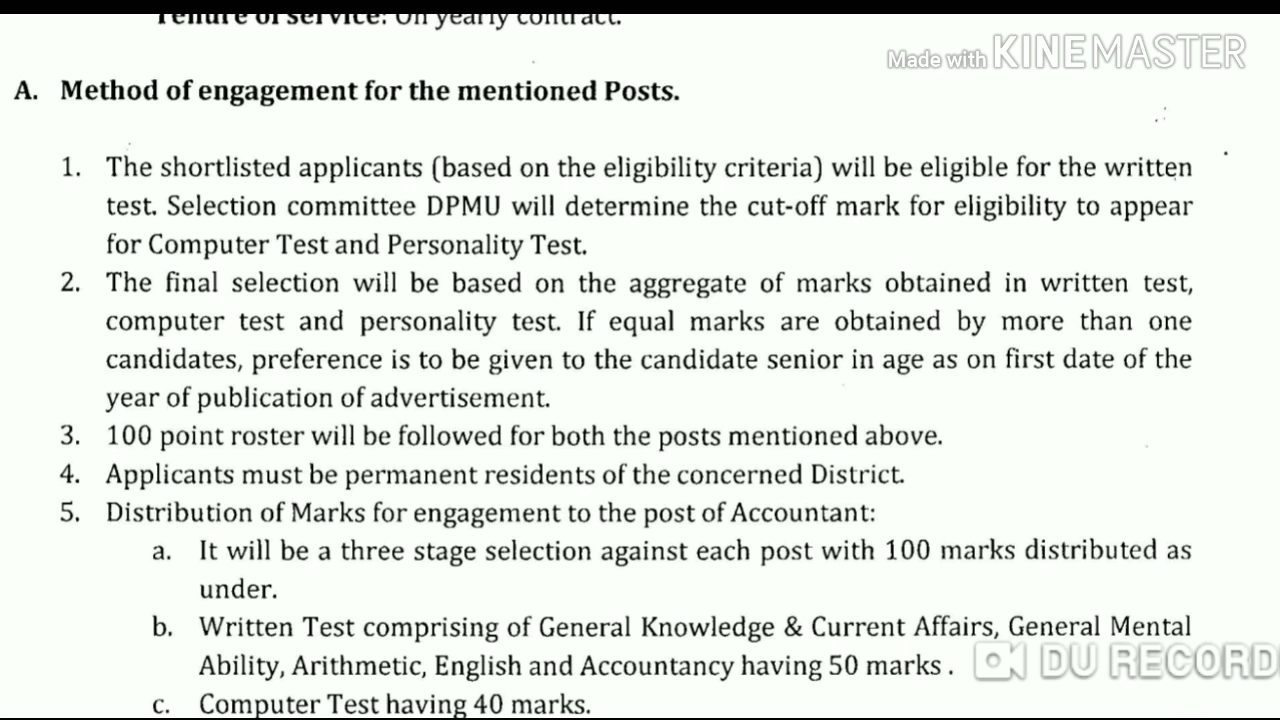 Tenure of service: On yearly contract.
Made with KINEMASTER
A. Method of engagement for the mentioned Posts.
1. The shortlisted applicants (based on the eligibility criteria) will be eligible for the written
test. Selection committee DPMU will determine the cut-off mark for eligibility to appear
for Computer Test and Personality Test.
2. The final selection will be based on the aggregate of marks obtained in written test,
computer test and personality test. If equal marks are obtained by more than one
candidates, preference is to be given to the candidate senior in age as on first date of the
year of publication of advertisement.
3. 100 point roster will be followed for both the posts mentioned above.
4. Applicants must be permanent residents of the concerned District.
5. Distribution of Marks for engagement to the post of Accountant:
a. It will be a three stage selection against each post with 100 marks distributed as
under.
b. Written Test comprising of General Knowledge & Current Affairs, General Mental
Ability, Arithmetic, English and Accountancy having 50 marks .
DU RECORD
c. Computer Test having 40 marks.